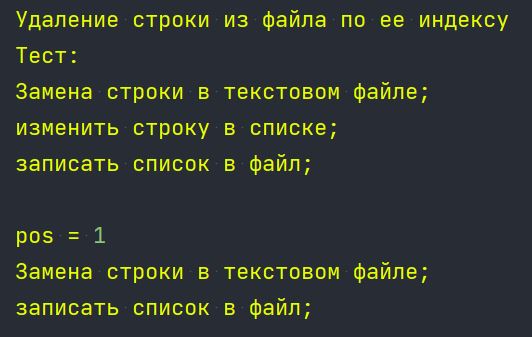 Удаление строки из файла по ее индексу
Тест:
Замена строки в текстовом файле;
изменить строку в списке;
записать список в файл;

pos = 1
Замена строки в текстовом файле;
записать список в файл;